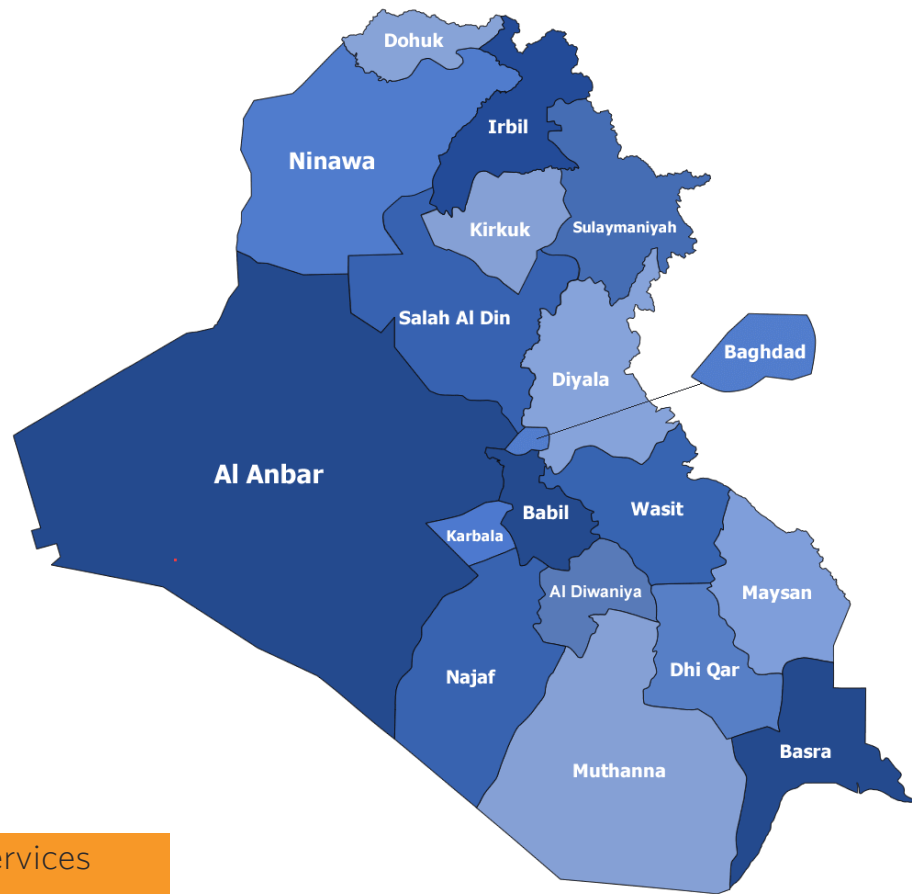 Dohuk
Irbil
Ninawa
Kirkuk
Sulaymaniyah
Salah Al Din
Baghdad
Diyala
Al Anbar
Babil
Wasit
Karbala
Al Diwaniya
Maysan
Najaf
Dhi Qar
Basra
Muthanna